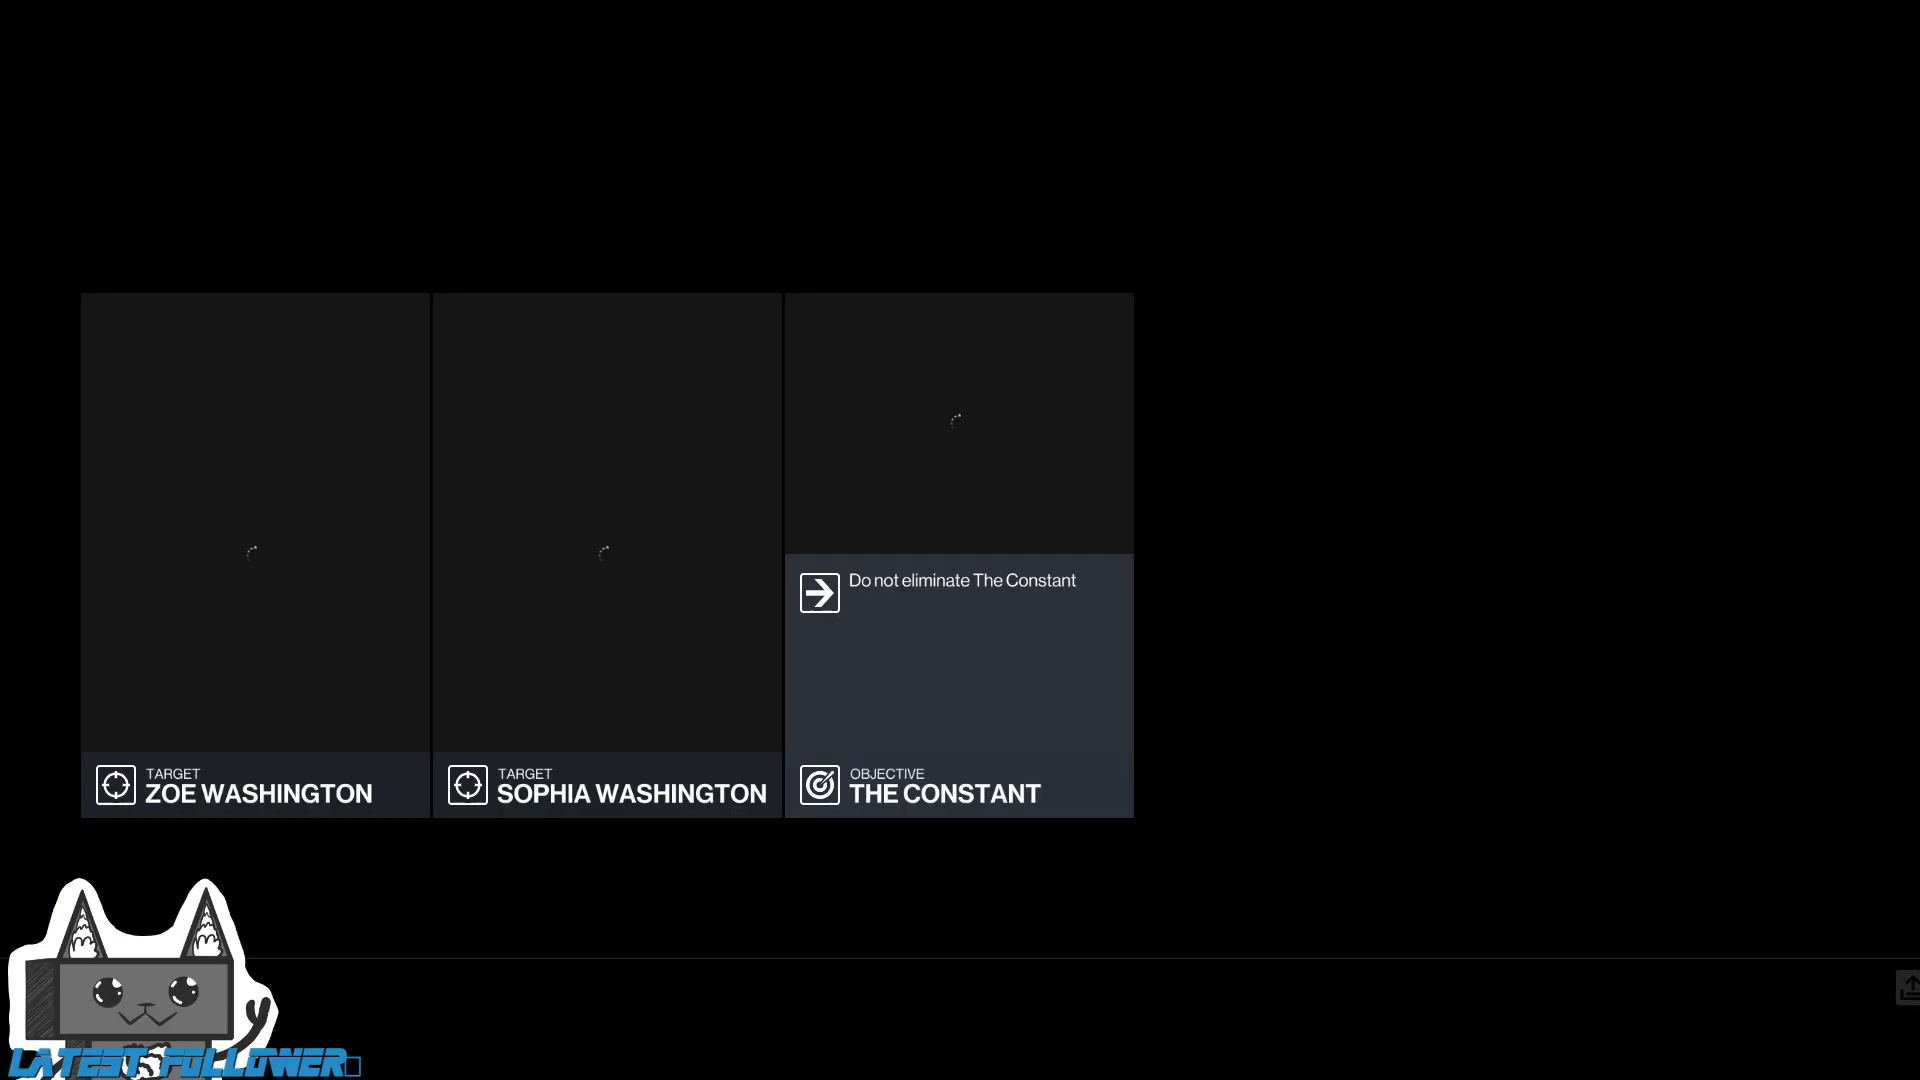 Do not eliminate The Constant
TARGET
ZOE WASHINGTON
TARGET
SOPHIA WASHINGTON
OBJECTIVE
THE CONSTANT
LATEST FOLLOWER